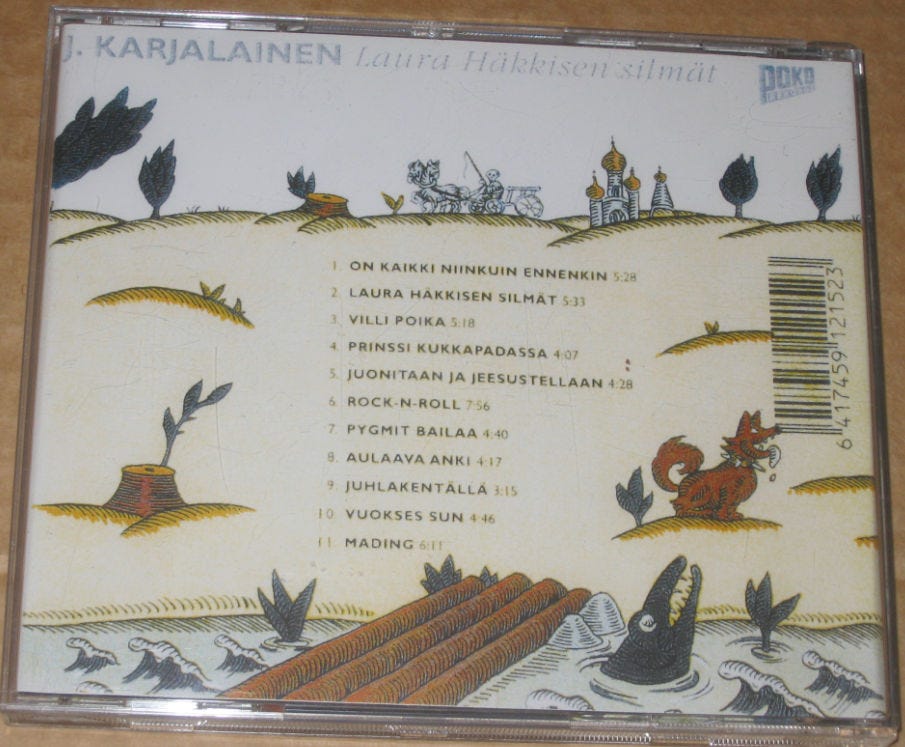 J. KARJALAINEN Laura Häkkisen silmät
POKO
RECORDS
1. ON KAIKKI NIINKUIN ENNENKIN 5:28
2. LAURA HÄKKISEN SILMÄT 5:33
3. VILLI POIKA 5:18
4. PRINSSI KUKKAPADASSA 4:07
5. JUONITAAN JA JEESUSTELLAAN 4:28
6. ROCK-N-ROLL 7:56
7. PYGMIT BAILAA 4:40
8. AULAAVA ANKI 4:17
9. JUHLAKENTÄLLÄ 3:15
10. VUOKSES SUN 4:46
11. MADING 6:11
6 417459 121523